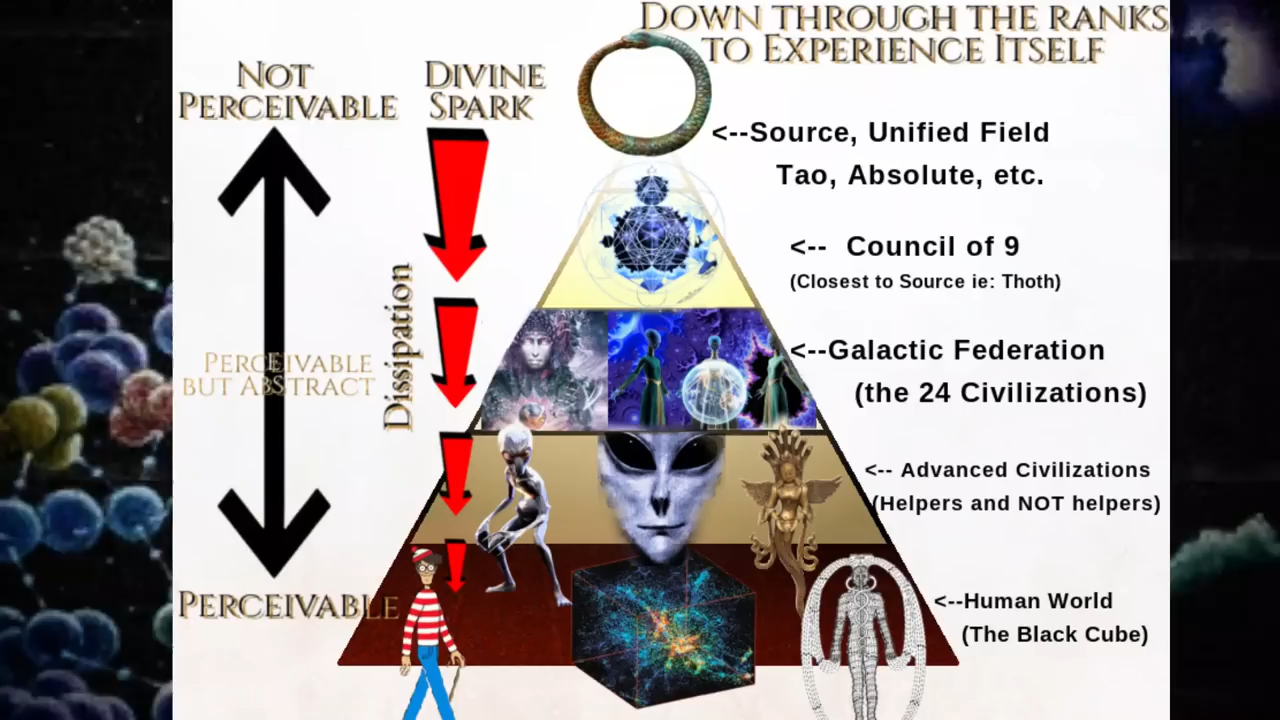 DOWN THROUGH THE RANKS
TO EXPERIENCE ITSELF
NOT
PERCEIVABLE
DIVINE
SPARK
<--Source, Unified Field
Tao, Absolute, etc.
<-- Council of 9
(Closest to Source ie: Thoth)
Dissipation
PERCEIVABLE
BUT ABSTRACT
<--Galactic Federation
(the 24 Civilizations)
<-- Advanced Civilizations
(Helpers and NOT helpers)
PERCEIVABLE
<--Human World
(The Black Cube)